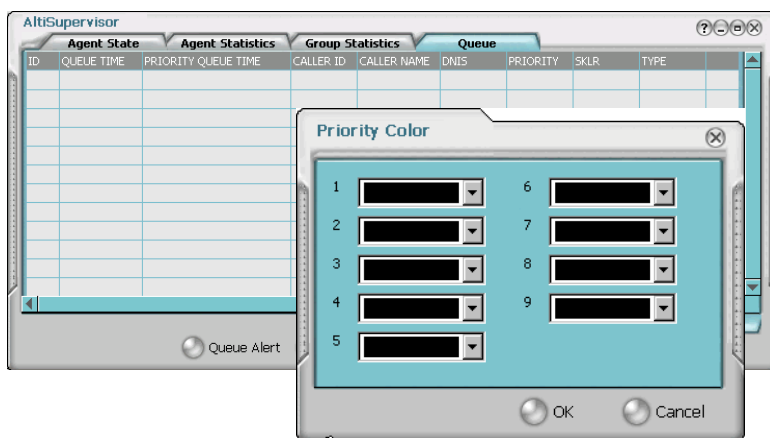 AltiSupervisor
Agent State Agent Statistics Group Statistics Queue
ID QUEUE TIME PRIORITY QUEUE TIME CALLER ID CALLER NAME DNIS PRIORITY SKLR TYPE
Queue Alert
Priority Color
1 6
2 7
3 8
4 9
5
OK Cancel